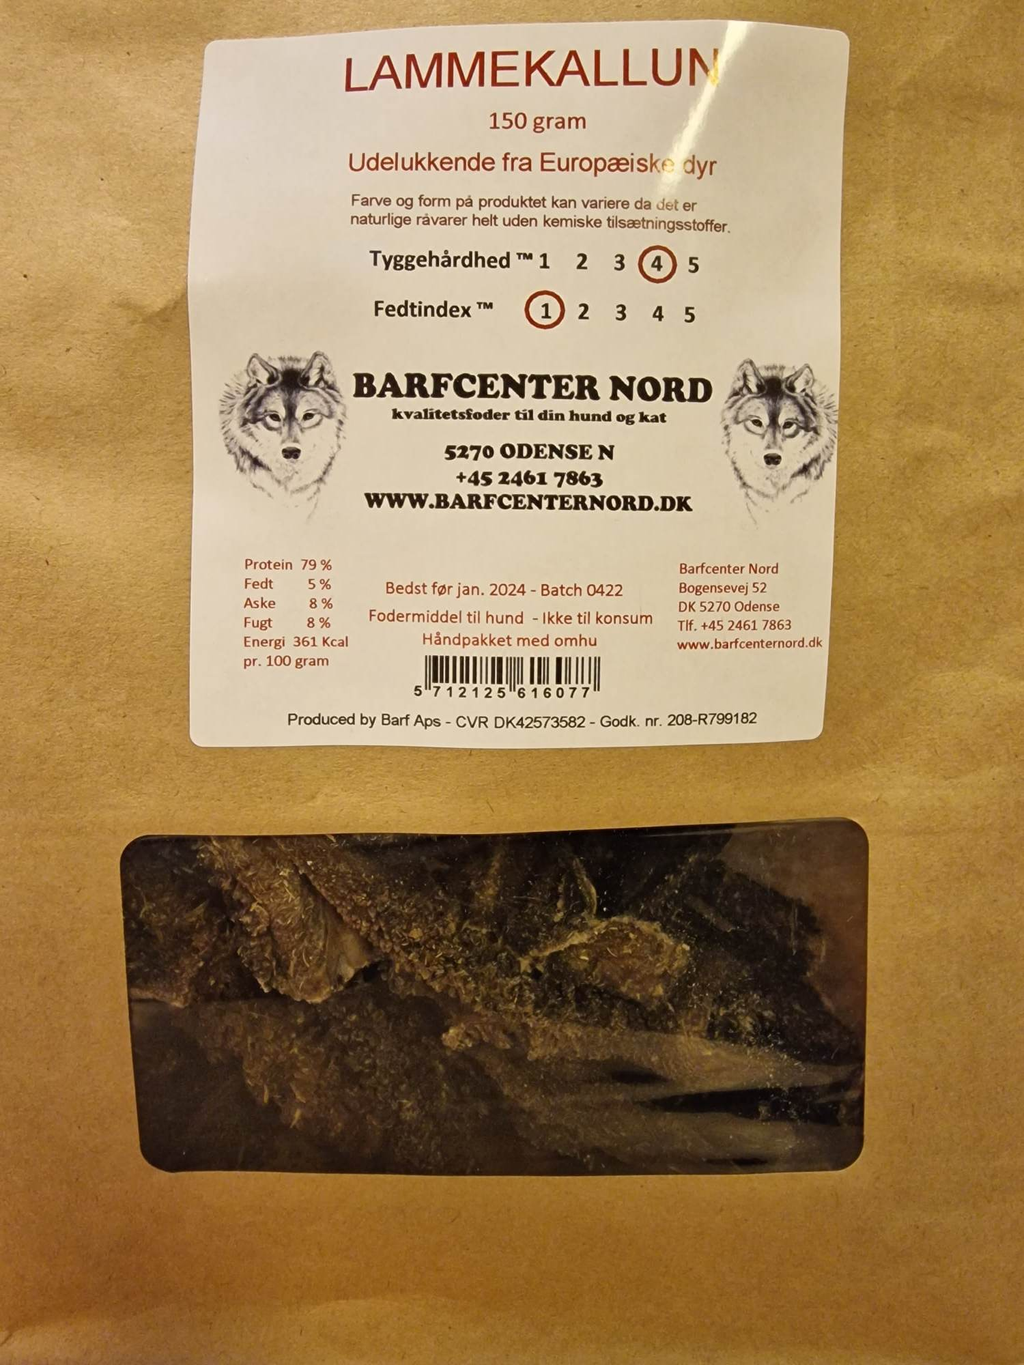 LAMMEKALLUN
150 gram
Udelukkende fra Europæiske dyr
Farve og form på produktet kan variere da det er
naturlige råvarer helt uden kemiske tilsætningsstoffer.
Tyggehårdhed ™ 1 2 3 4 5
Fedtindex ™ 1 2 3 4 5
BARFCENTER NORD
kvalitetsfoder til din hund og kat
5270 ODENSE N
+45 2461 7863
WWW.BARFCENTERNORD.DK
Protein 79 %
Fedt 5 %
Aske 8 %
Fugt 8 %
Energi 361 Kcal
pr. 100 gram
Bedst før jan. 2024 - Batch 0422
Fodermiddel til hund - Ikke til konsum
Håndpakket med omhu
5 712125 616077
Barfcenter Nord
Bogensevej 52
DK 5270 Odense
Tlf. +45 2461 7863
www.barfcenternord.dk
Produced by Barf Aps - CVR DK42573582 - Godk. nr. 208-R799182